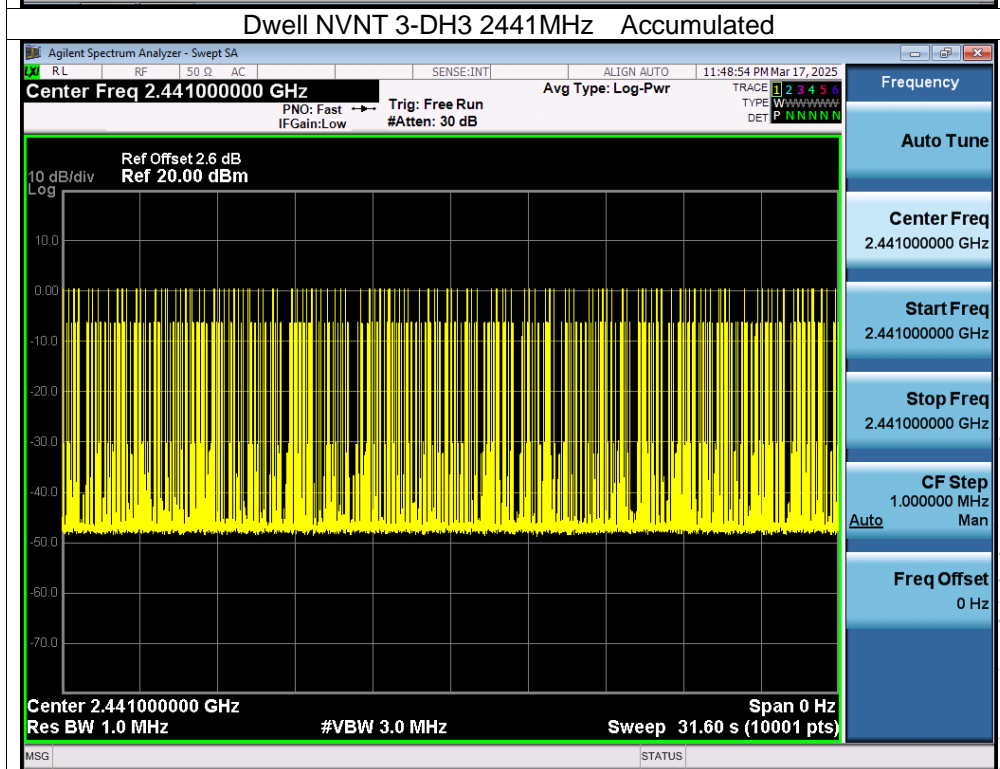 Dwell NVNT 3-DH3 2441MHz Accumulated
Agilent Spectrum Analyzer - Swept SA
LXI RL RF 50 Ω AC SENSE:INT ALIGN AUTO 11:48:54 PM Mar 17, 2025
Center Freq 2.441000000 GHz Avg Type: Log-Pwr TRACE 1 2 3 4 5 6
PNO: Fast Trig: Free Run TYPE WWWWWWW
IFGain:Low #Atten: 30 dB DET P N N N N N
Frequency
Auto Tune
Center Freq
2.441000000 GHz
Start Freq
2.441000000 GHz
Stop Freq
2.441000000 GHz
CF Step
1.000000 MHz
Auto Man
Freq Offset
0 Hz
Ref Offset 2.6 dB
10 dB/div Ref 20.00 dBm
Log
10.0
0.00
-10.0
-20.0
-30.0
-40.0
-50.0
-60.0
-70.0
Center 2.441000000 GHz Span 0 Hz
Res BW 1.0 MHz #VBW 3.0 MHz Sweep 31.60 s (10001 pts)
MSG STATUS